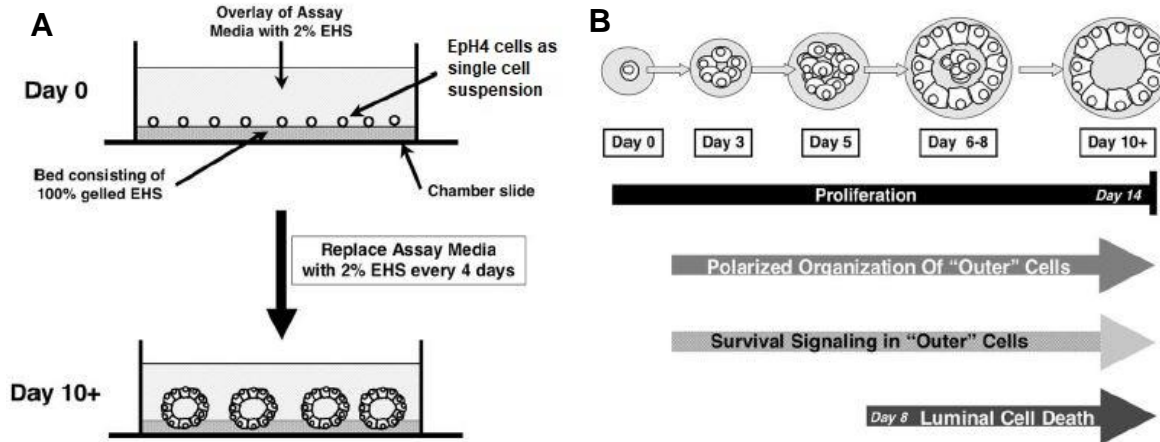 A
Overlay of Assay
Media with 2% EHS
EpH4 cells as
single cell
suspension
Day 0
Bed consisting of
100% gelled EHS
Chamber slide
Replace Assay Media
with 2% EHS every 4 days
Day 10+
B
Day 0
Day 3
Day 5
Day 6-8
Day 10+
Proliferation
Day 14
Polarized Organization Of “Outer” Cells
Survival Signaling in “Outer” Cells
Day 8 Luminal Cell Death